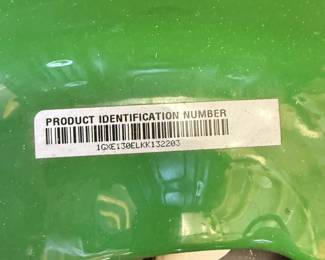 PRODUCT IDENTIFICATION NUMBER
1GXE130ELKK132203